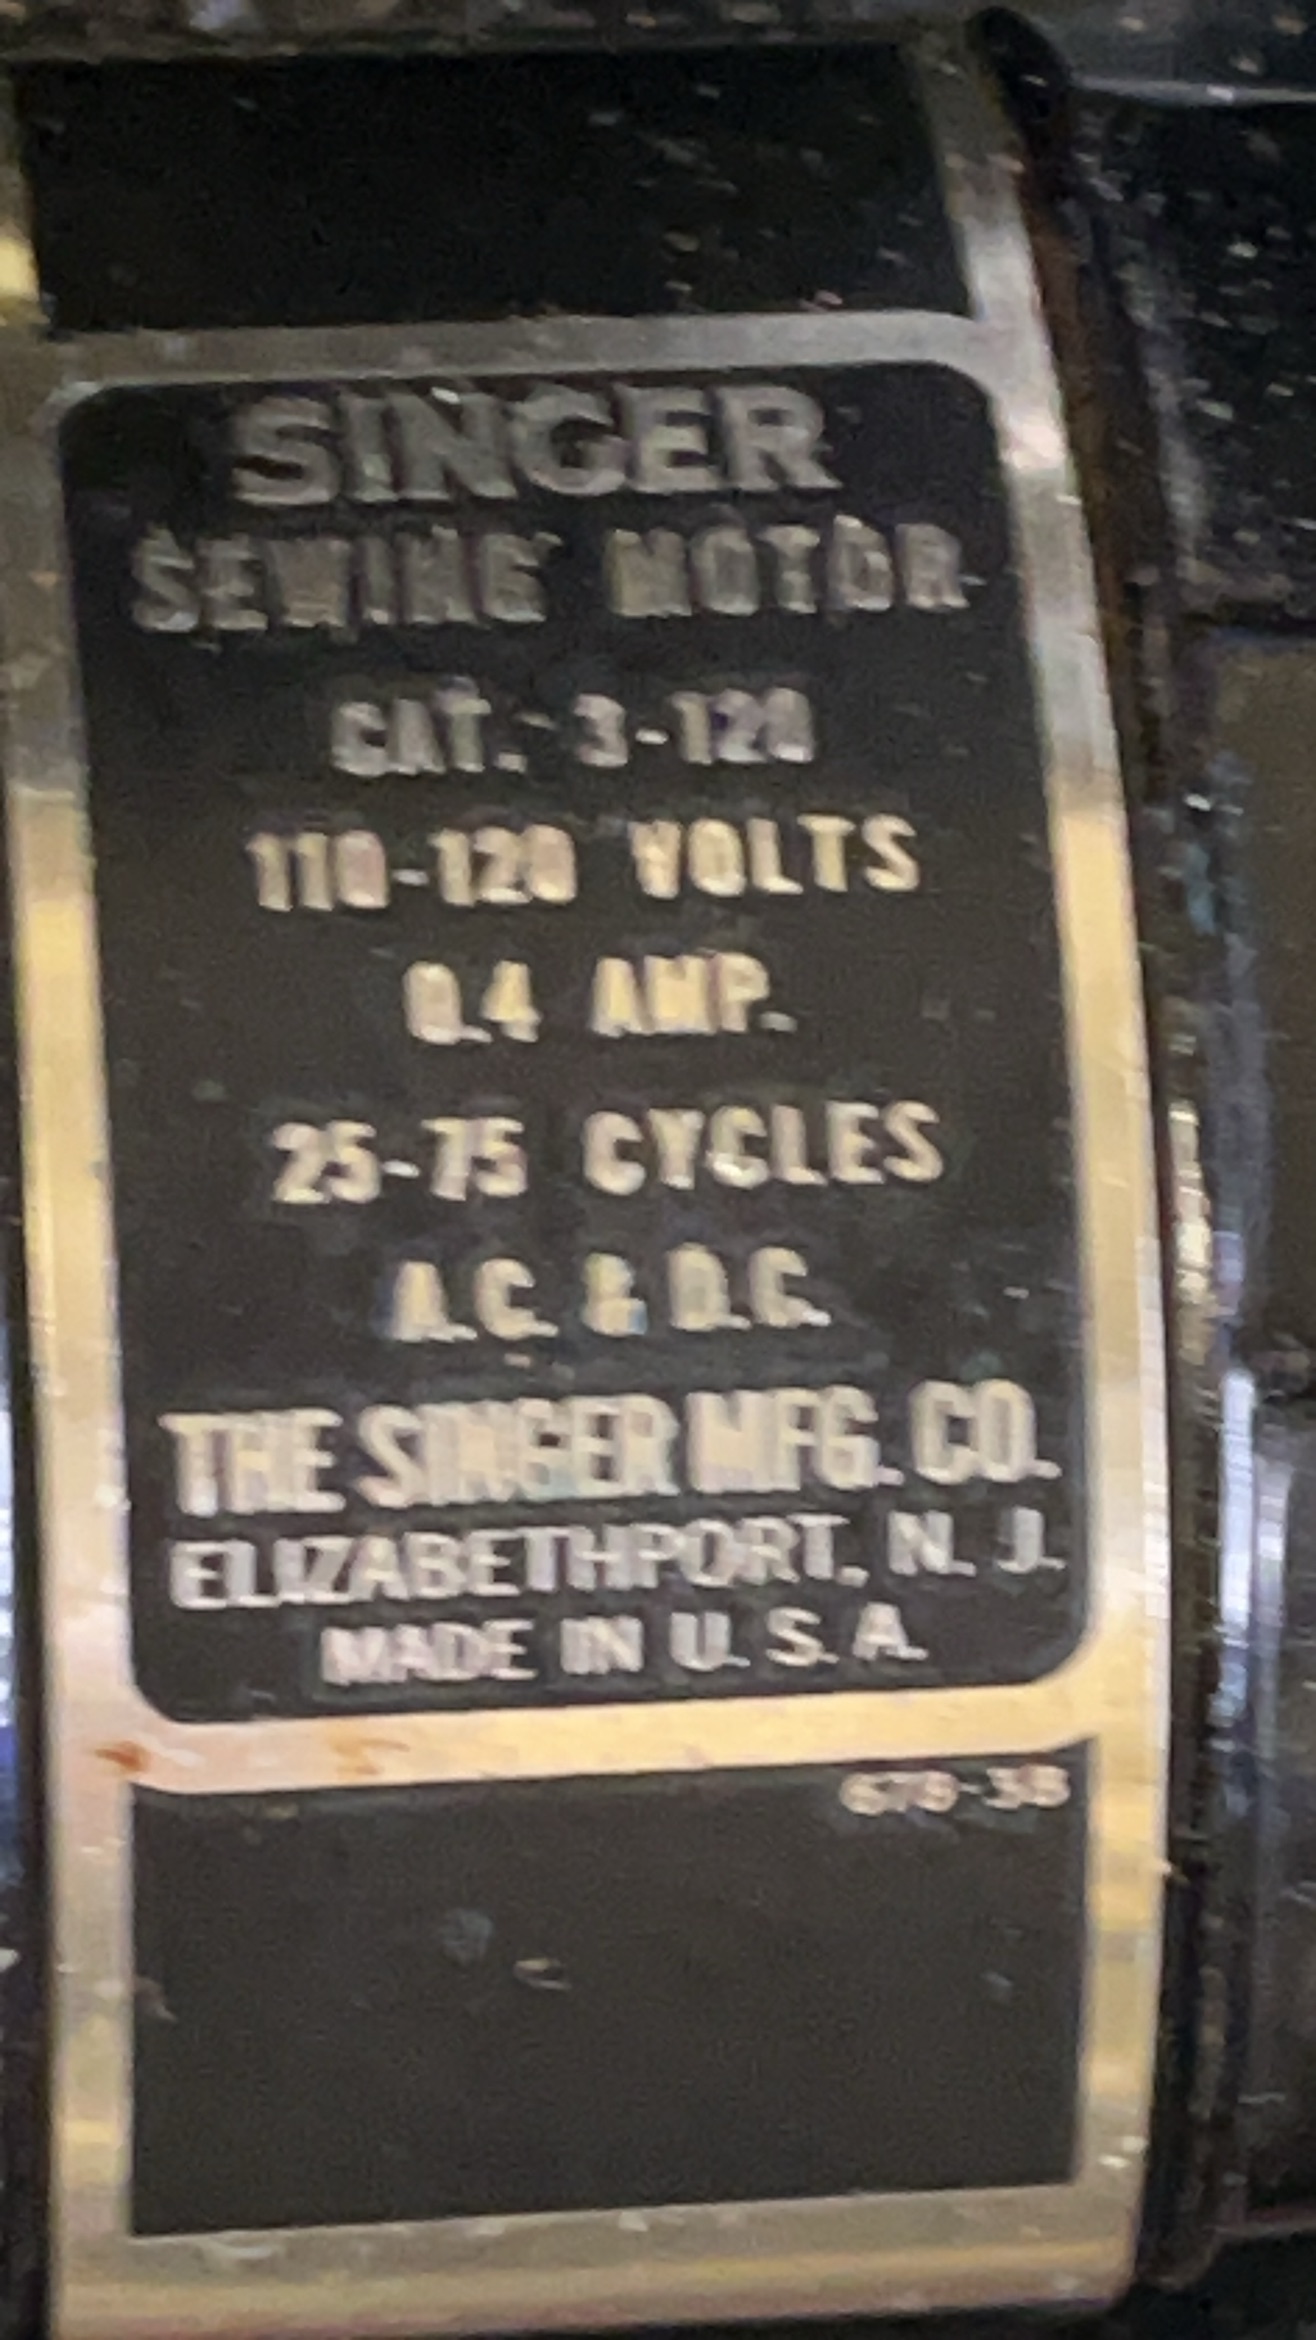 SINGER
SEWING MOTOR
CAT. 3-120
110-120 VOLTS
0.4 AMP.
25-75 CYCLES
A.C. & D.C.
THE SINGER MFG. CO.
ELIZABETHPORT, N. J.
MADE IN U. S. A.